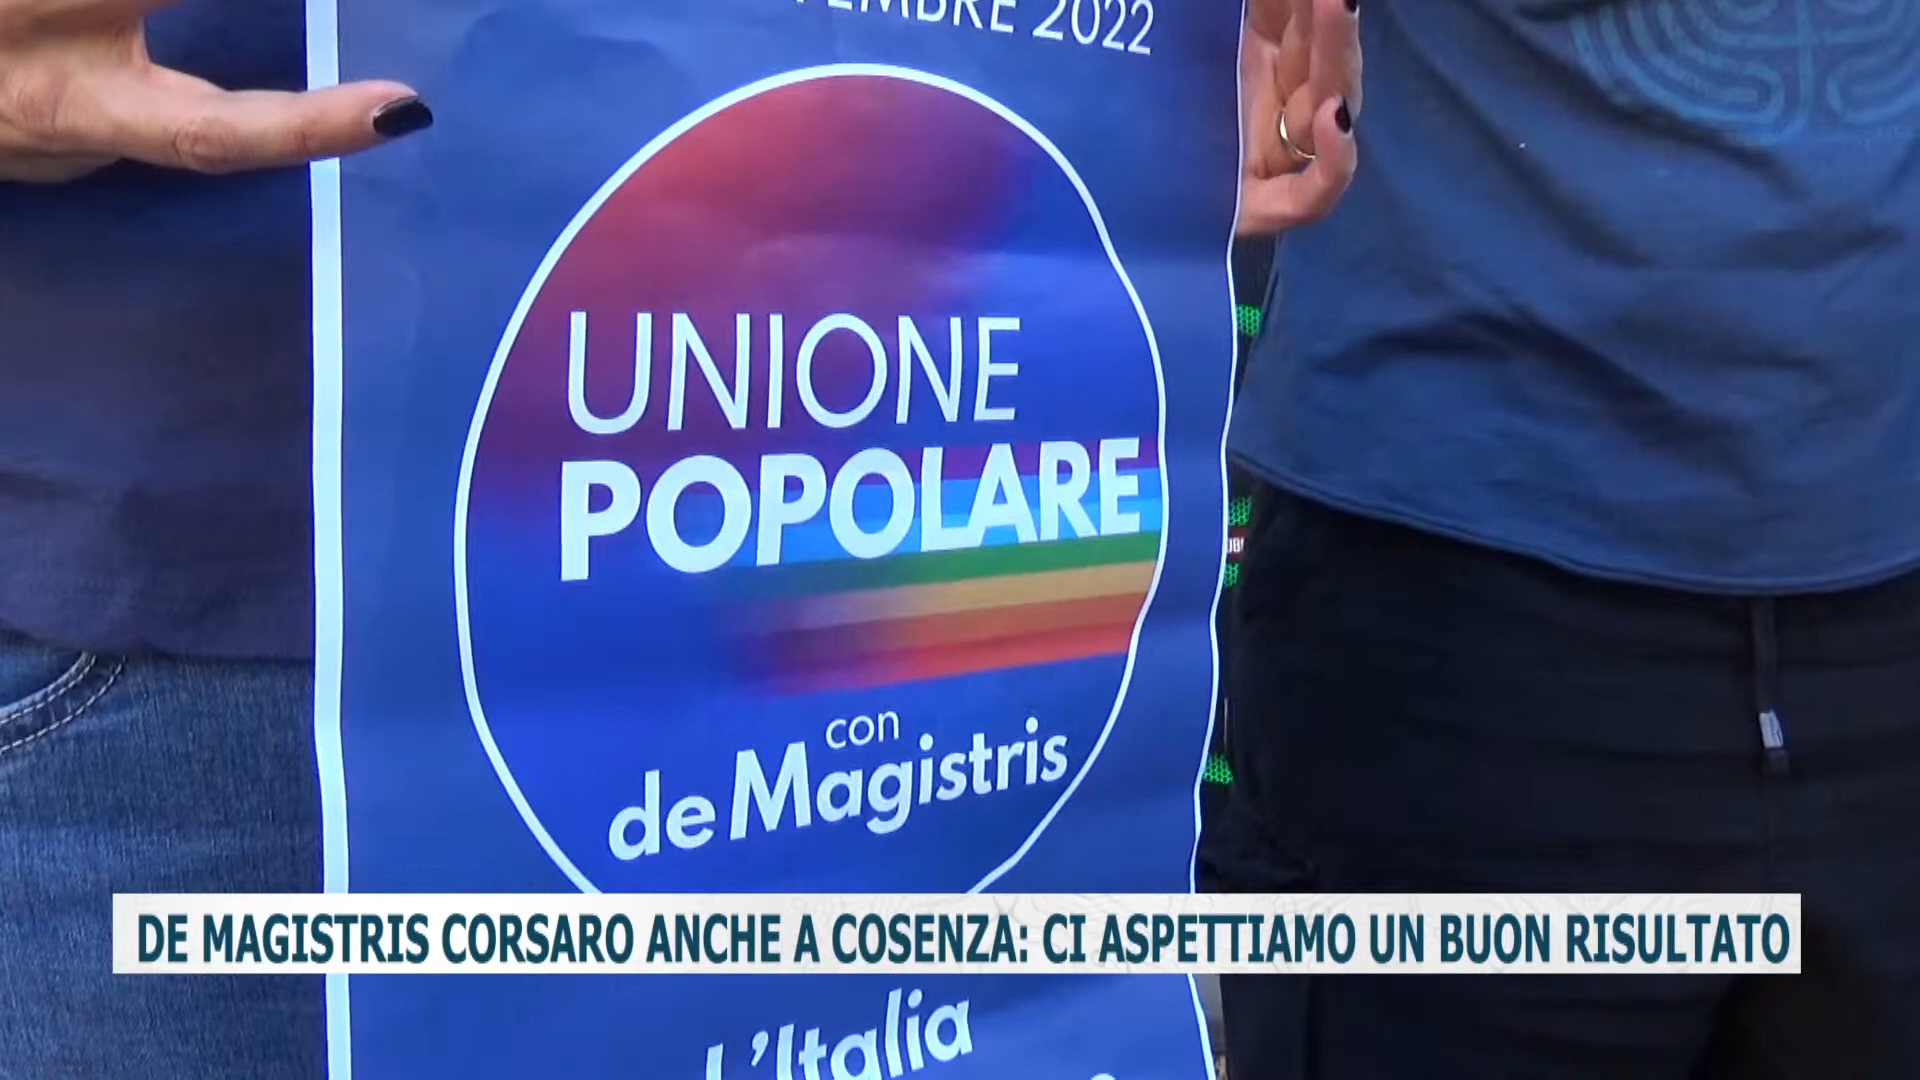 2022
UNIONE
POPOLARE
con
de Magistris
DE MAGISTRIS CORSARO ANCHE A COSENZA: CI ASPETTIAMO UN BUON RISULTATO
L'Italia